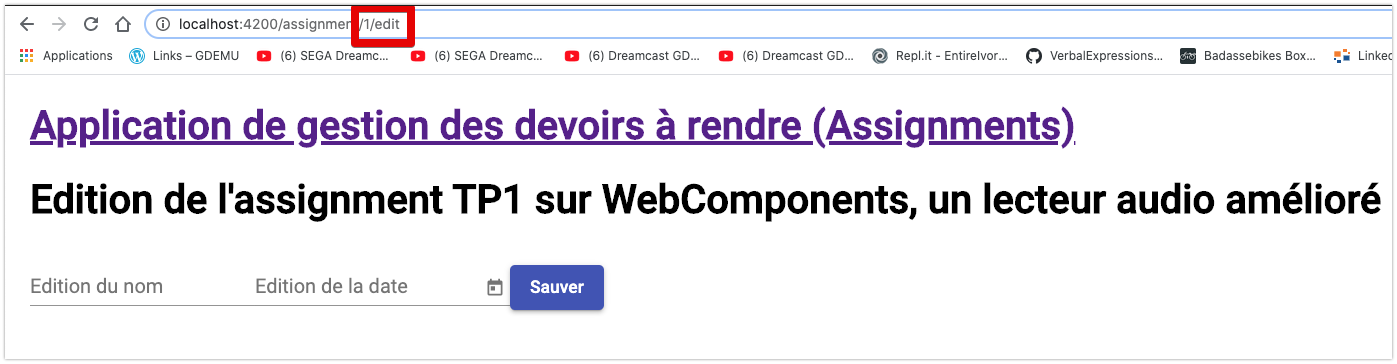 localhost:4200/assignment/1/edit
Applications Links – GDEMU (6) SEGA Dreamc... (6) SEGA Dreamc... (6) Dreamcast GD... (6) Dreamcast GD... Repl.it - EntireIvor... VerbalExpressions... Badassebikes Box... Linked
Application de gestion des devoirs à rendre (Assignments)
Edition de l'assignment TP1 sur WebComponents, un lecteur audio amélioré
Edition du nom Edition de la date Sauver